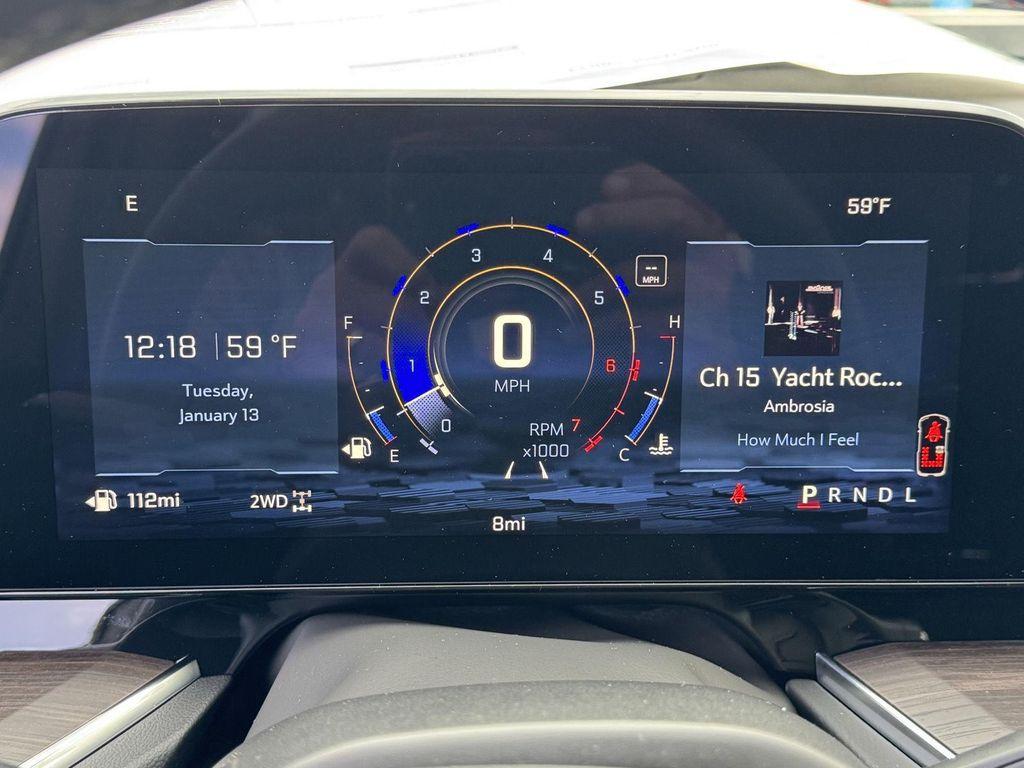 E
59°F
12:18 59 °F
Tuesday,
January 13
F
E
0
1
2
3
4
5
6
7
0
MPH
RPM
x1000
--
MPH
H
C
Ch 15 Yacht Roc...
Ambrosia
How Much I Feel
112mi
2WD
8mi
P R N D L